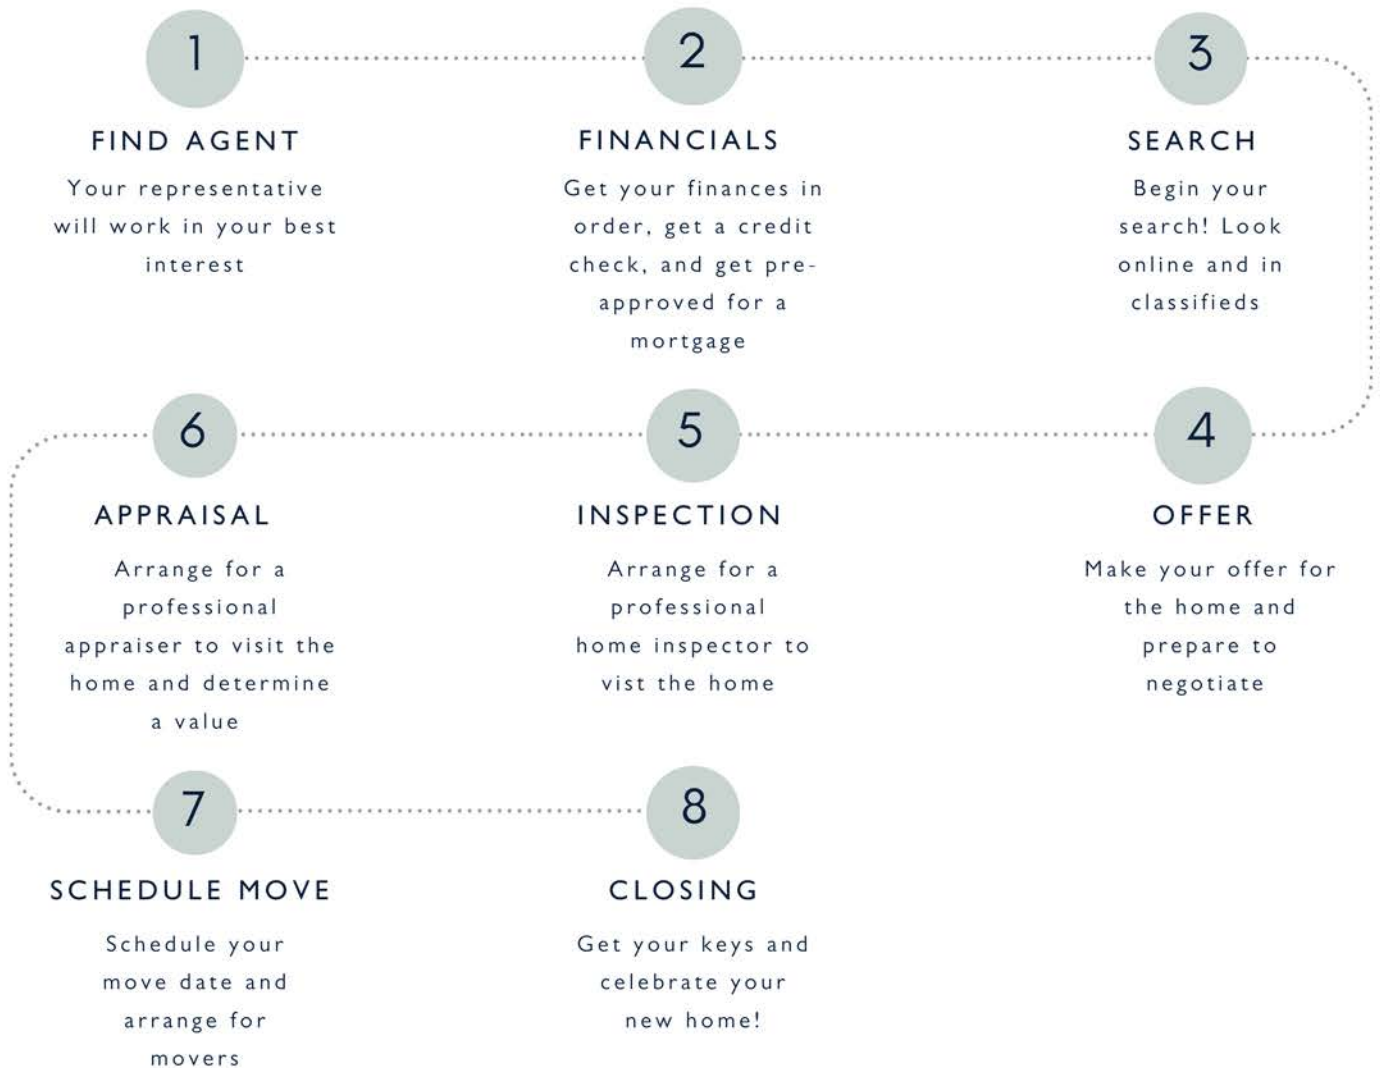 1
FIND AGENT
Your representative
will work in your best
interest
2
FINANCIALS
Get your finances in
order, get a credit
check, and get pre-
approved for a
mortgage
3
SEARCH
Begin your
search! Look
online and in
classifieds
4
OFFER
Make your offer for
the home and
prepare to
negotiate
5
INSPECTION
Arrange for a
professional
home inspector to
vist the home
6
APPRAISAL
Arrange for a
professional
appraiser to visit the
home and determine
a value
7
SCHEDULE MOVE
Schedule your
move date and
arrange for
movers
8
CLOSING
Get your keys and
celebrate your
new home!